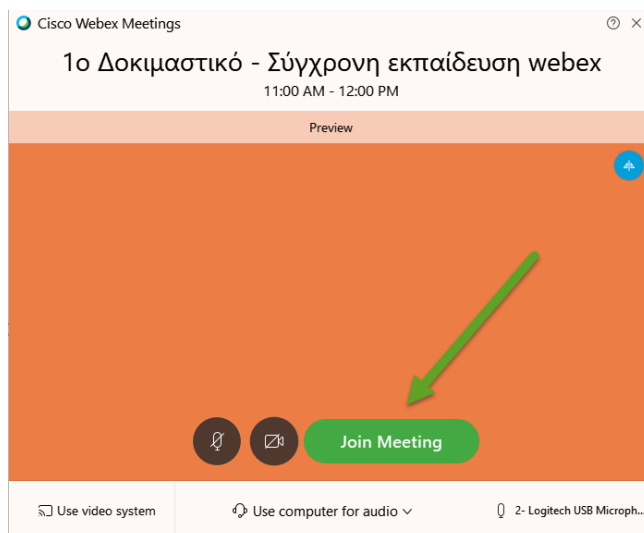 Cisco Webex Meetings
1ο Δοκιμαστικό - Σύγχρονη εκπαίδευση webex
11:00 AM - 12:00 PM
Preview
Join Meeting
Use video system
Use computer for audio
2- Logitech USB Microph...